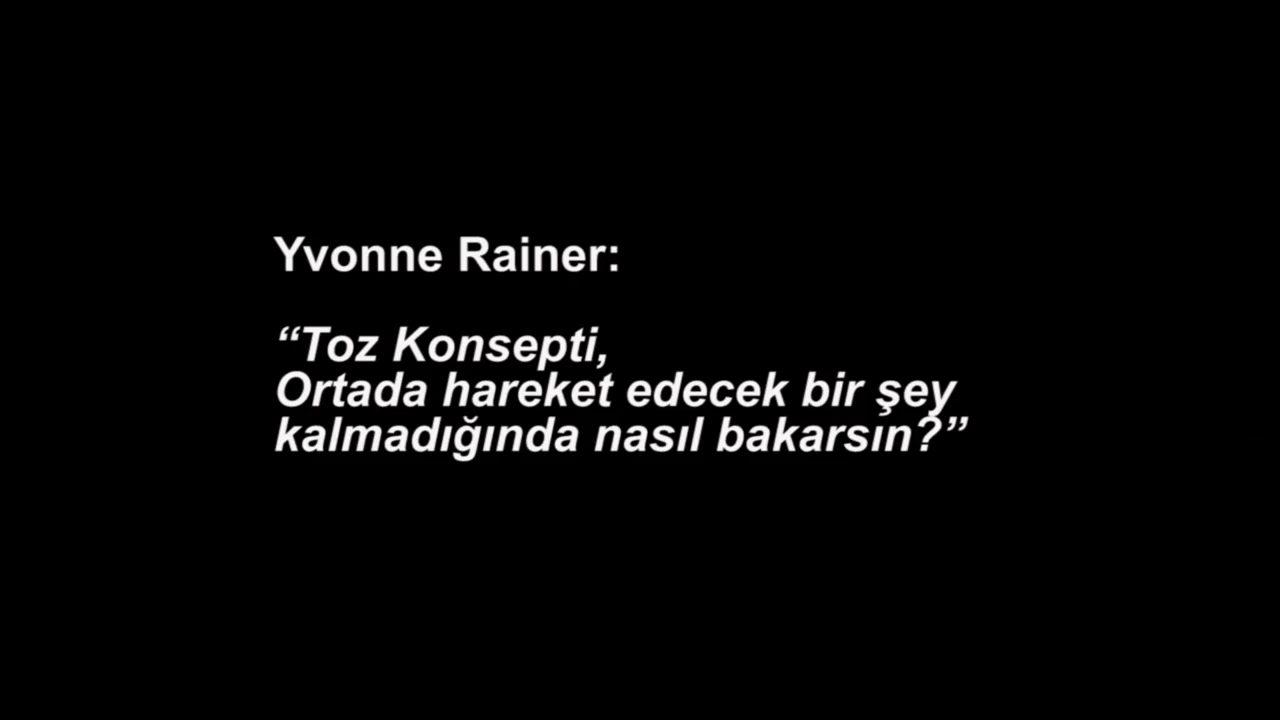 Yvonne Rainer:
“Toz Konsepti,
Ortada hareket edecek bir şey
kalmadığında nasıl bakarsın?”